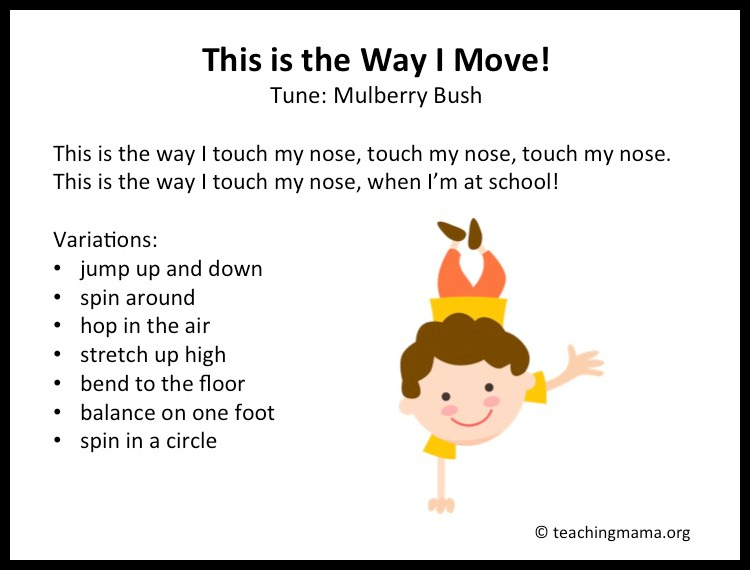 This is the Way I Move!
Tune: Mulberry Bush
This is the way I touch my nose, touch my nose, touch my nose.
This is the way I touch my nose, when I’m at school!
Variations:
• jump up and down
• spin around
• hop in the air
• stretch up high
• bend to the floor
• balance on one foot
• spin in a circle
© teachingmama.org